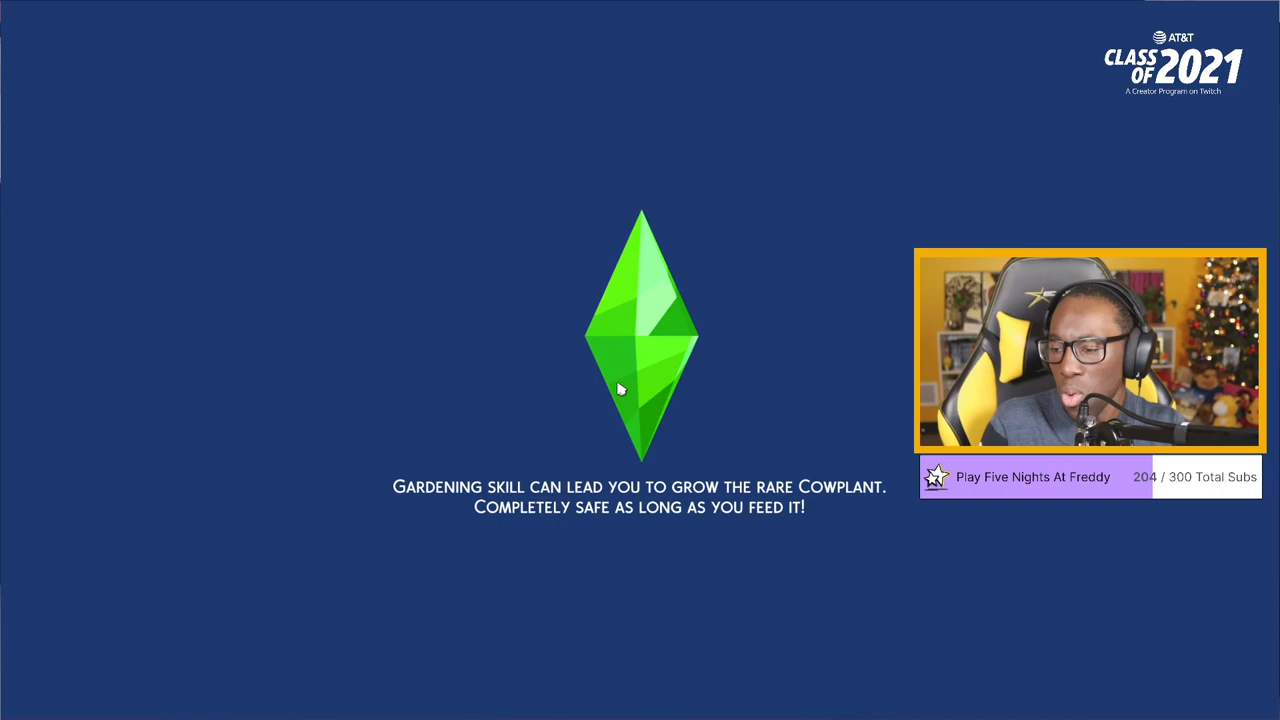 AT&T
CLASS
OF 2021
A Creator Program on Twitch
Play Five Nights At Freddy 204 / 300 Total Subs
GARDENING SKILL CAN LEAD YOU TO GROW THE RARE COWPLANT.
COMPLETELY SAFE AS LONG AS YOU FEED IT!